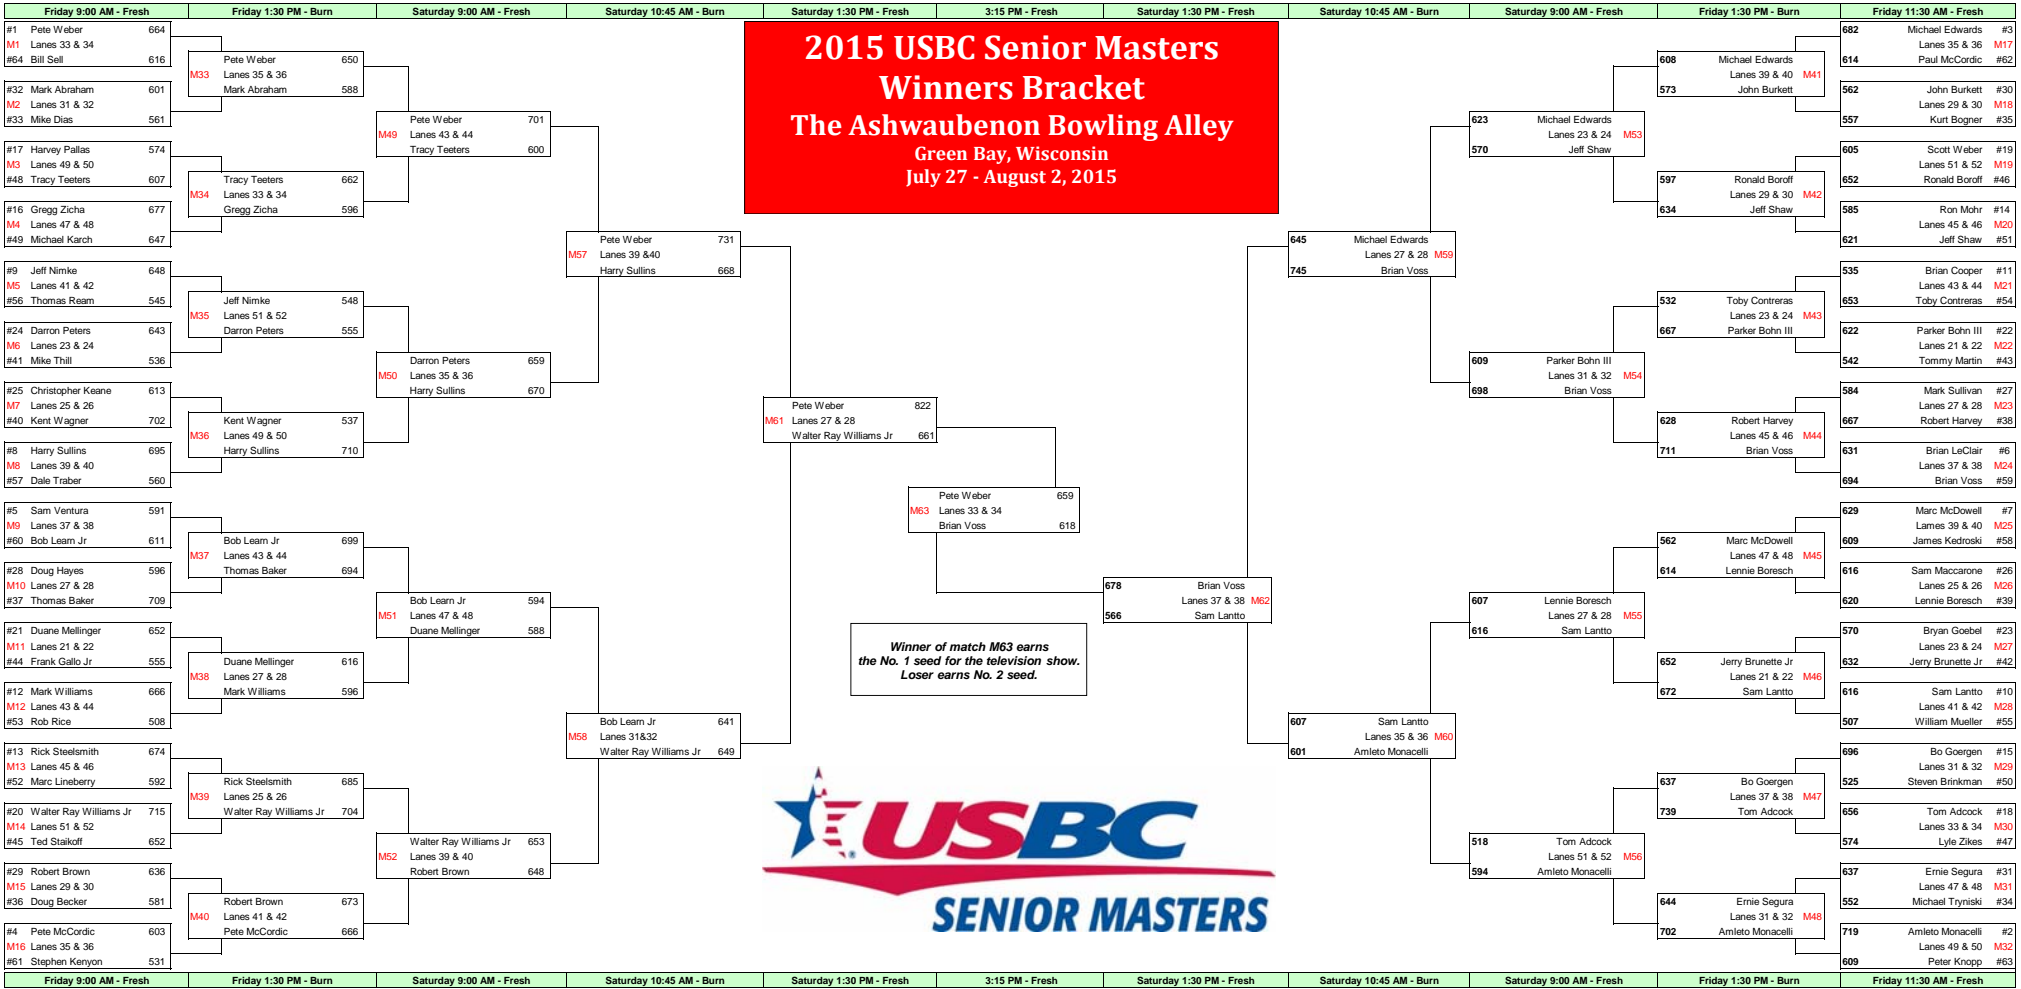 Friday 9:00 AM - Fresh
Friday 1:30 PM - Burn
Saturday 9:00 AM - Fresh
Saturday 10:45 AM - Burn
Saturday 1:30 PM - Fresh
3:15 PM - Fresh
Saturday 1:30 PM - Fresh
Saturday 10:45 AM - Burn
Saturday 9:00 AM - Fresh
Friday 1:30 PM - Burn
Friday 11:30 AM - Fresh
2015 USBC Senior Masters
Winners Bracket
The Ashwaubenon Bowling Alley
Green Bay, Wisconsin
July 27 - August 2, 2015
#1 Pete Weber 664
M1 Lanes 33 & 34
#64 Bill Sell 616
#32 Mark Abraham 601
M2 Lanes 31 & 32
#33 Mike Dias 561
#17 Harvey Pallas 574
M3 Lanes 49 & 50
#48 Tracy Teeters 607
#16 Gregg Zicha 677
M4 Lanes 47 & 48
#49 Michael Karch 647
#9 Jeff Nimke 648
M5 Lanes 41 & 42
#56 Thomas Ream 545
#24 Darron Peters 643
M6 Lanes 23 & 24
#41 Mike Thill 536
#25 Christopher Keane 613
M7 Lanes 25 & 26
#40 Kent Wagner 702
#8 Harry Sullins 695
M8 Lanes 39 & 40
#57 Dale Traber 560
#5 Sam Ventura 591
M9 Lanes 37 & 38
#60 Bob Learn Jr 611
#28 Doug Hayes 596
M10 Lanes 27 & 28
#37 Thomas Baker 709
#21 Duane Mellinger 652
M11 Lanes 21 & 22
#44 Frank Gallo Jr 555
#12 Mark Williams 666
M12 Lanes 43 & 44
#53 Rob Rice 508
#13 Rick Steelsmith 674
M13 Lanes 45 & 46
#52 Marc Lineberry 592
#20 Walter Ray Williams Jr 715
M14 Lanes 51 & 52
#45 Ted Staikoff 652
#29 Robert Brown 636
M15 Lanes 29 & 30
#36 Doug Becker 581
#4 Pete McCordic 603
M16 Lanes 35 & 36
#61 Stephen Kenyon 531
Pete Weber 650
M33 Lanes 35 & 36
Mark Abraham 588
Tracy Teeters 662
M34 Lanes 33 & 34
Gregg Zicha 596
Jeff Nimke 548
M35 Lanes 51 & 52
Darron Peters 555
Kent Wagner 537
M36 Lanes 49 & 50
Harry Sullins 710
Bob Learn Jr 699
M37 Lanes 43 & 44
Thomas Baker 694
Duane Mellinger 616
M38 Lanes 27 & 28
Mark Williams 596
Rick Steelsmith 685
M39 Lanes 25 & 26
Walter Ray Williams Jr 704
Robert Brown 673
M40 Lanes 41 & 42
Pete McCordic 666
Pete Weber 701
M49 Lanes 43 & 44
Tracy Teeters 600
Darron Peters 659
M50 Lanes 35 & 36
Harry Sullins 670
Bob Learn Jr 594
M51 Lanes 47 & 48
Duane Mellinger 588
Walter Ray Williams Jr 653
M52 Lanes 39 & 40
Robert Brown 648
Pete Weber 731
M57 Lanes 39 &40
Harry Sullins 668
Bob Learn Jr 641
M58 Lanes 31&32
Walter Ray Williams Jr 649
Pete Weber 822
M61 Lanes 27 & 28
Walter Ray Williams Jr 661
Pete Weber 659
M63 Lanes 33 & 34
Brian Voss 618
678 Brian Voss
Lanes 37 & 38 M62
566 Sam Lantto
Winner of match M63 earns
the No. 1 seed for the television show.
Loser earns No. 2 seed.
645 Michael Edwards
Lanes 27 & 28 M59
745 Brian Voss
607 Sam Lantto
Lanes 35 & 36 M60
601 Amleto Monacelli
623 Michael Edwards
Lanes 23 & 24 M53
570 Jeff Shaw
609 Parker Bohn III
Lanes 31 & 32 M54
698 Brian Voss
607 Lennie Boresch
Lanes 27 & 28 M55
616 Sam Lantto
518 Tom Adcock
Lanes 51 & 52 M56
594 Amleto Monacelli
608 Michael Edwards
Lanes 39 & 40 M41
573 John Burkett
597 Ronald Boroff
Lanes 29 & 30 M42
634 Jeff Shaw
532 Toby Contreras
Lanes 23 & 24 M43
667 Parker Bohn III
628 Robert Harvey
Lanes 45 & 46 M44
711 Brian Voss
562 Marc McDowell
Lanes 47 & 48 M45
614 Lennie Boresch
652 Jerry Brunette Jr
Lanes 21 & 22 M46
672 Sam Lantto
637 Bo Goergen
Lanes 37 & 38 M47
739 Tom Adcock
644 Ernie Segura
Lanes 31 & 32 M48
702 Amleto Monacelli
682 Michael Edwards #3
Lanes 35 & 36 M17
614 Paul McCordic #62
562 John Burkett #30
Lanes 29 & 30 M18
557 Kurt Bogner #35
605 Scott Weber #19
Lanes 51 & 52 M19
652 Ronald Boroff #46
585 Ron Mohr #14
Lanes 45 & 46 M20
621 Jeff Shaw #51
535 Brian Cooper #11
Lanes 43 & 44 M21
653 Toby Contreras #54
622 Parker Bohn III #22
Lanes 21 & 22 M22
542 Tommy Martin #43
584 Mark Sullivan #27
Lanes 27 & 28 M23
667 Robert Harvey #38
631 Brian LeClair #6
Lanes 37 & 38 M24
694 Brian Voss #59
629 Marc McDowell #7
Lames 39 & 40 M25
609 James Kedroski #58
616 Sam Maccarone #26
Lanes 25 & 26 M26
620 Lennie Boresch #39
570 Bryan Goebel #23
Lanes 23 & 24 M27
632 Jerry Brunette Jr #42
616 Sam Lantto #10
Lanes 41 & 42 M28
507 William Mueller #55
696 Bo Goergen #15
Lanes 31 & 32 M29
525 Steven Brinkman #50
656 Tom Adcock #18
Lanes 33 & 34 M30
574 Lyle Zikes #47
637 Ernie Segura #31
Lanes 47 & 48 M31
552 Michael Tryniski #34
719 Amleto Monacelli #2
Lanes 49 & 50 M32
609 Peter Knopp #63
USBC
SENIOR MASTERS
Friday 9:00 AM - Fresh
Friday 1:30 PM - Burn
Saturday 9:00 AM - Fresh
Saturday 10:45 AM - Burn
Saturday 1:30 PM - Fresh
3:15 PM - Fresh
Saturday 1:30 PM - Fresh
Saturday 10:45 AM - Burn
Saturday 9:00 AM - Fresh
Friday 1:30 PM - Burn
Friday 11:30 AM - Fresh